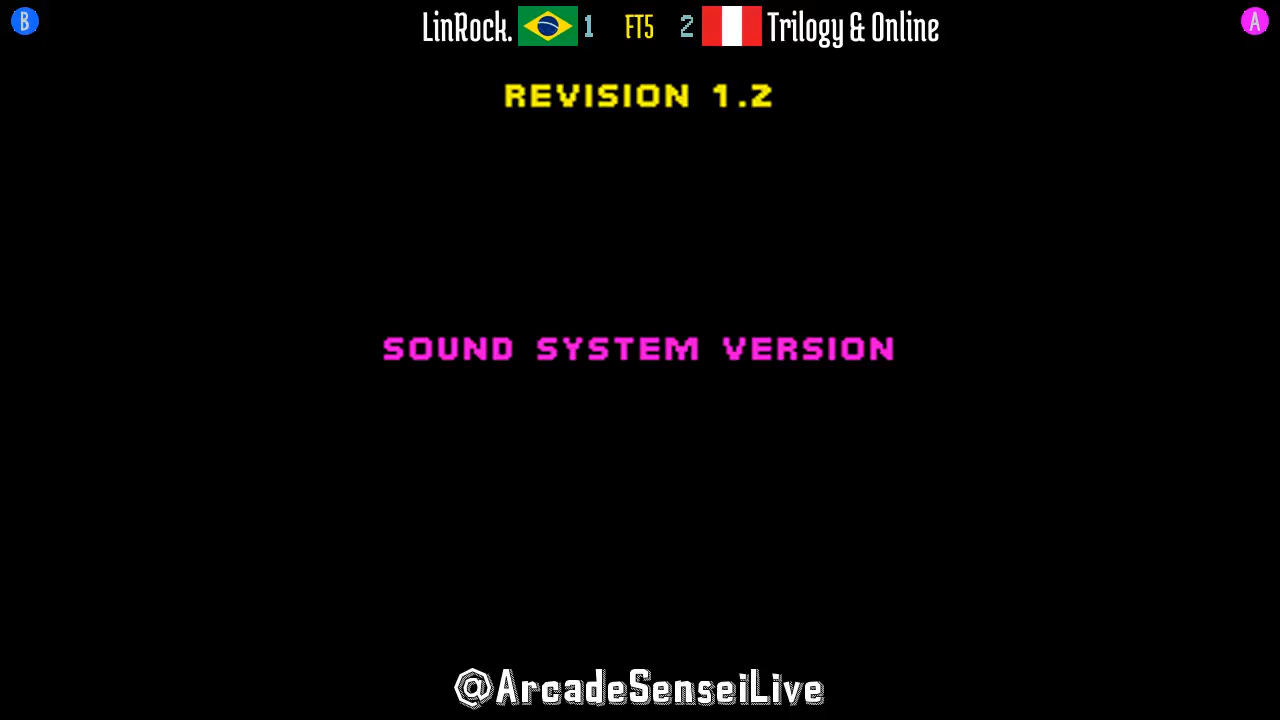 B LinRock. 1 FT5 2 Trilogy & Online A
REVISION 1.2
SOUND SYSTEM VERSION
@ArcadeSenseiLive